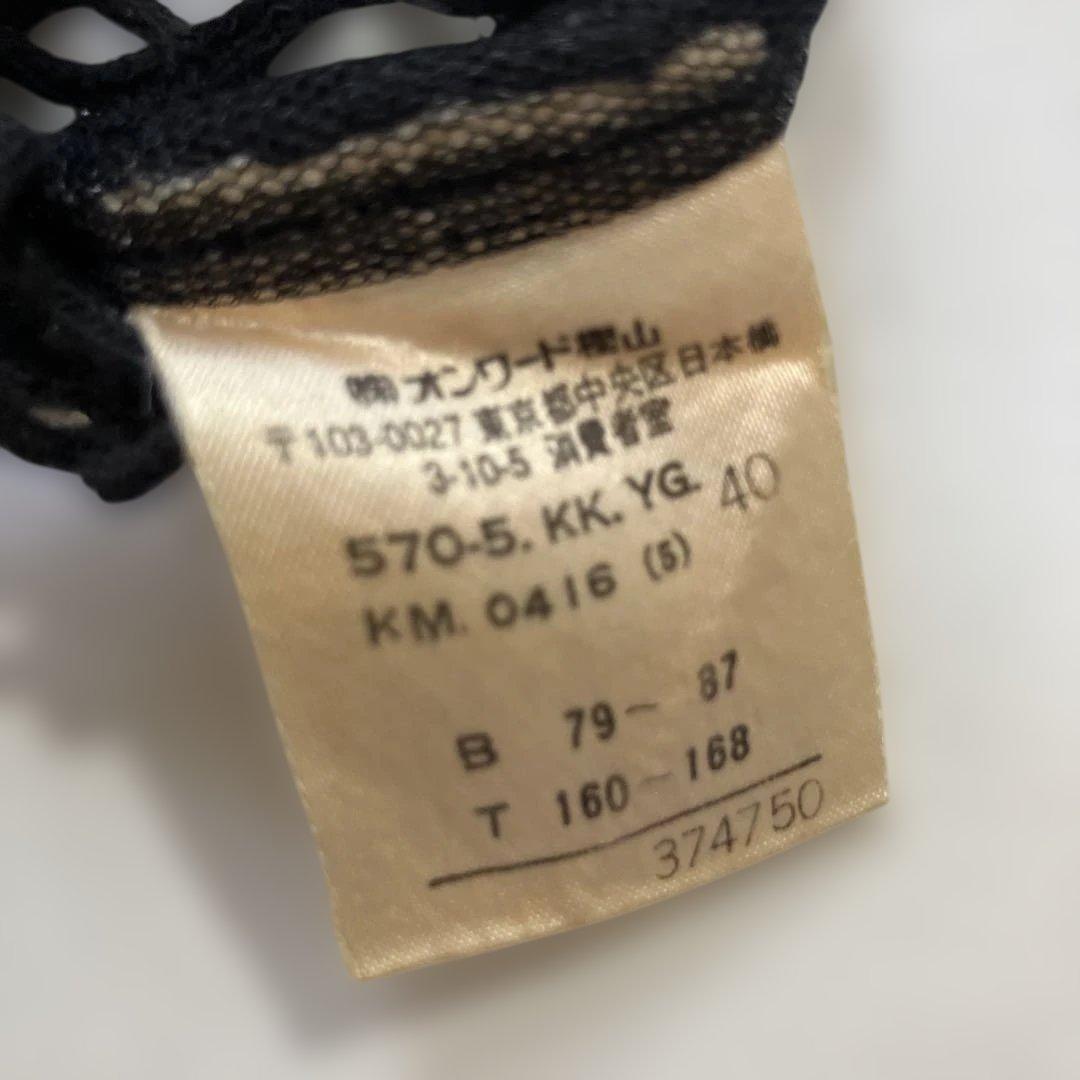 ㈱オンワード樫山
〒103-0027 東京都中央区日本橋
3-10-5 消費者室
570-5. KK. YG. 40
KM. 0416 (5)
B 79~ 87
T 160~168
374750